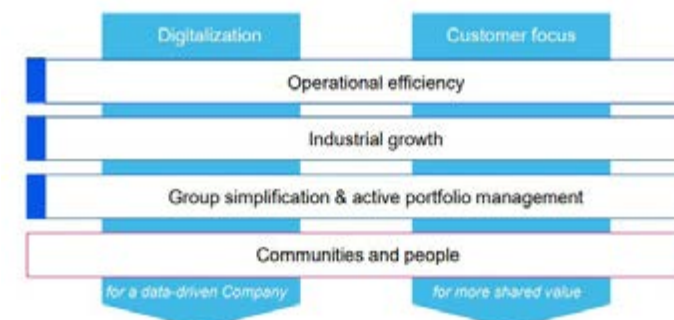 Digitalization
Customer focus
Operational efficiency
Industrial growth
Group simplification & active portfolio management
Communities and people
for a data-driven Company
for more shared value